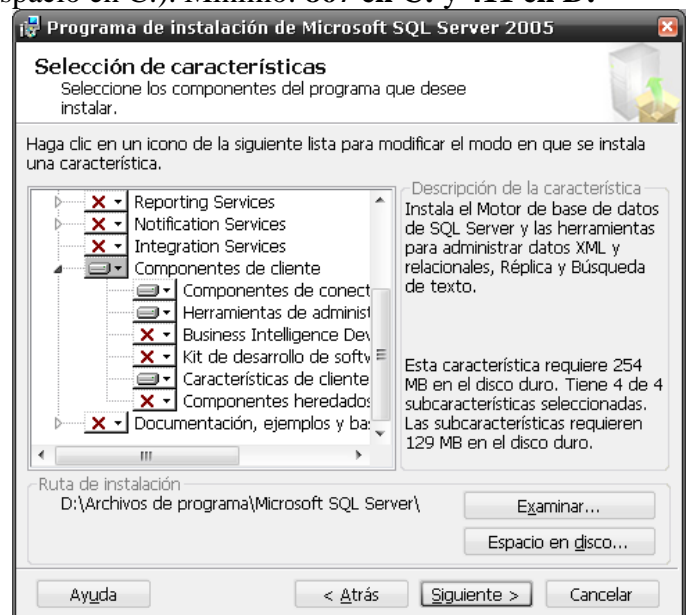 spacio en C:). Mínimo: 867 en C: y 411 en D:
Programa de instalación de Microsoft SQL Server 2005
Selección de características
Seleccione los componentes del programa que desee
instalar.
Haga clic en un icono de la siguiente lista para modificar el modo en que se instala
una característica.
Reporting Services
Notification Services
Integration Services
Componentes de cliente
Componentes de conect
Herramientas de administ
Business Intelligence Dev
Kit de desarrollo de softw
Características de cliente
Componentes heredados
Documentación, ejemplos y ba
Descripción de la característica
Instala el Motor de base de datos
de SQL Server y las herramientas
para administrar datos XML y
relacionales, Réplica y Búsqueda
de texto.
Esta característica requiere 254
MB en el disco duro. Tiene 4 de 4
subcaracterísticas seleccionadas.
Las subcaracterísticas requieren
129 MB en el disco duro.
Ruta de instalación
D:\Archivos de programa\Microsoft SQL Server\
Examinar...
Espacio en disco...
Ayuda
< Atrás
Siguiente >
Cancelar